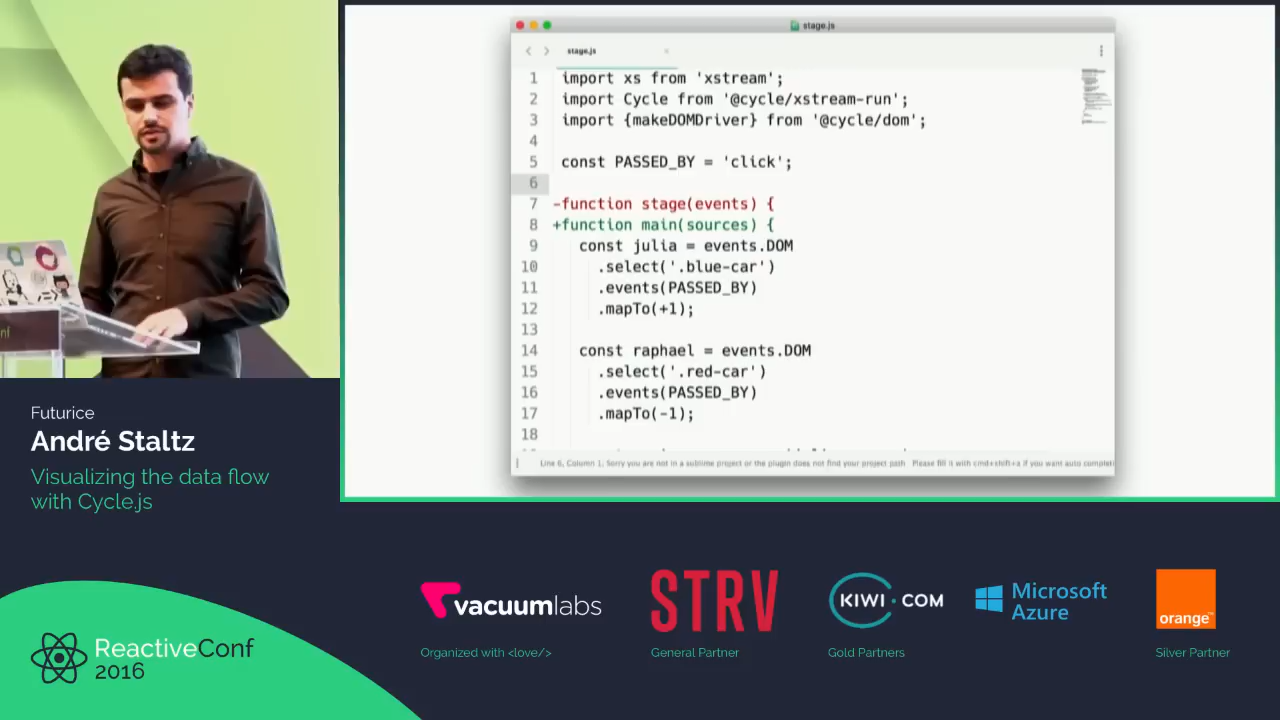 stage.js
stage.js
1 import xs from 'xstream';
2 import Cycle from '@cycle/xstream-run';
3 import {makeDOMDriver} from '@cycle/dom';
4
5 const PASSED_BY = 'click';
6
7 -function stage(events) {
8 +function main(sources) {
9 const julia = events.DOM
10 .select('.blue-car')
11 .events(PASSED_BY)
12 .mapTo(+1);
13
14 const raphael = events.DOM
15 .select('.red-car')
16 .events(PASSED_BY)
17 .mapTo(-1);
18
Line 6, Column 1; Sorry you are not in a sublime project or the plugin does not find your project path Please fill it with cmd+shift+a if you want auto complet
Futurice
André Staltz
Visualizing the data flow
with Cycle.js
ReactiveConf
2016
vacuumlabs
Organized with <love/>
STRV
General Partner
KIWI.COM
Gold Partners
Microsoft
Azure
orange™
Silver Partner